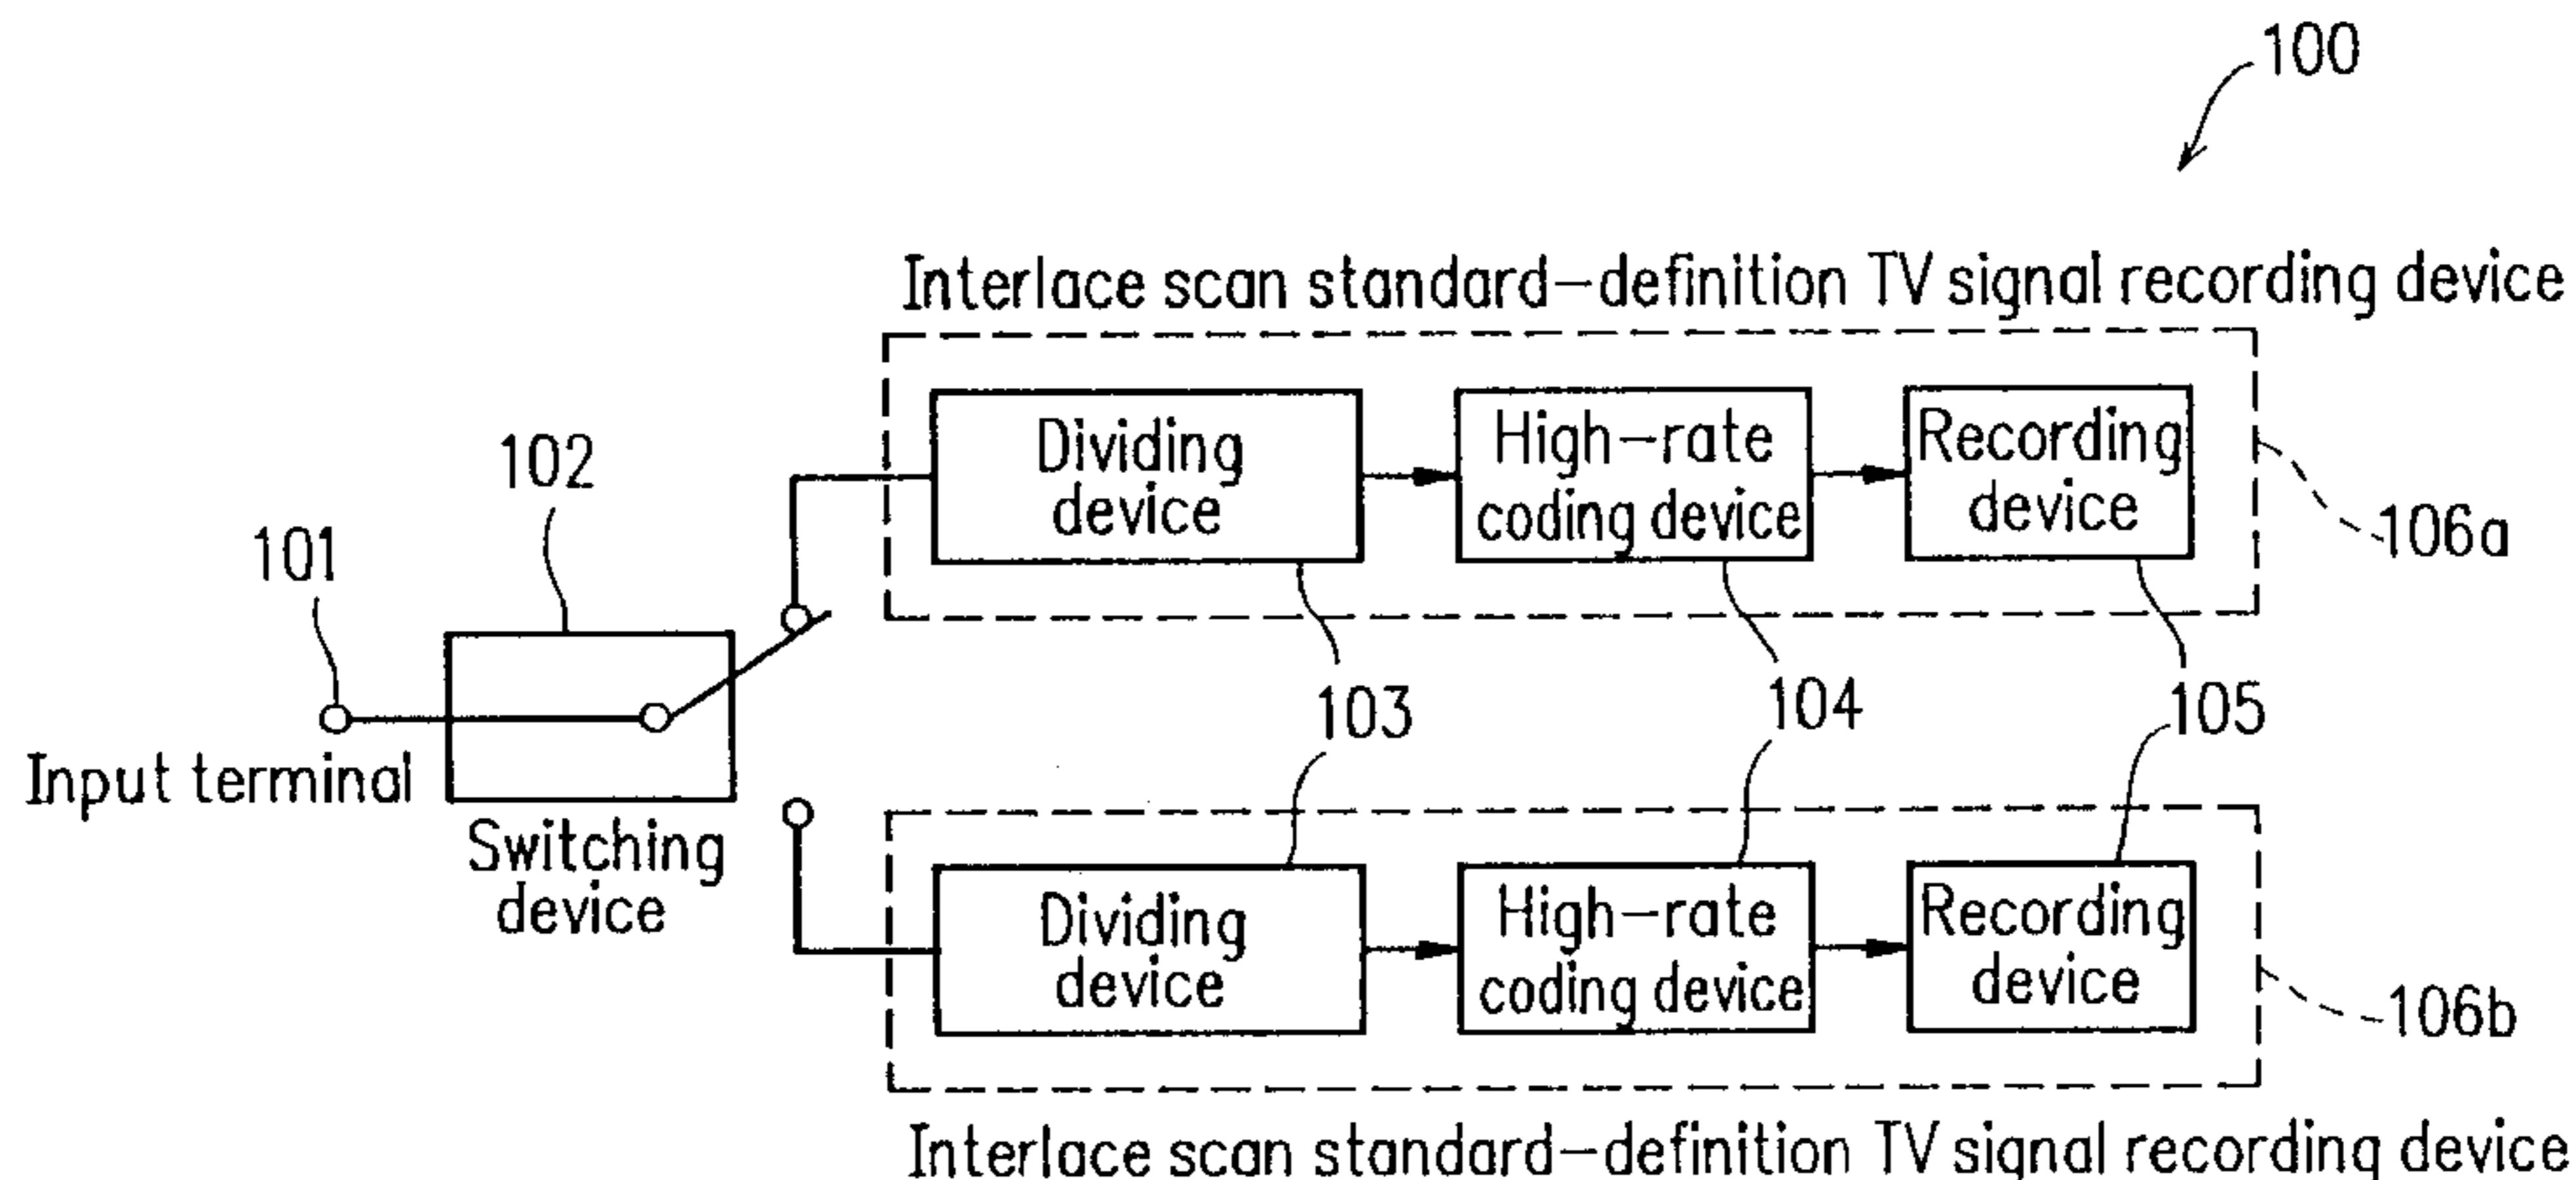 100
Interlace scan standard-definition TV signal recording device
Dividing
device
High-rate
coding device
Recording
device
106a
102
101
Input terminal
Switching
device
103
104
105
Dividing
device
High-rate
coding device
Recording
device
106b
Interlace scan standard-definition TV signal recording device